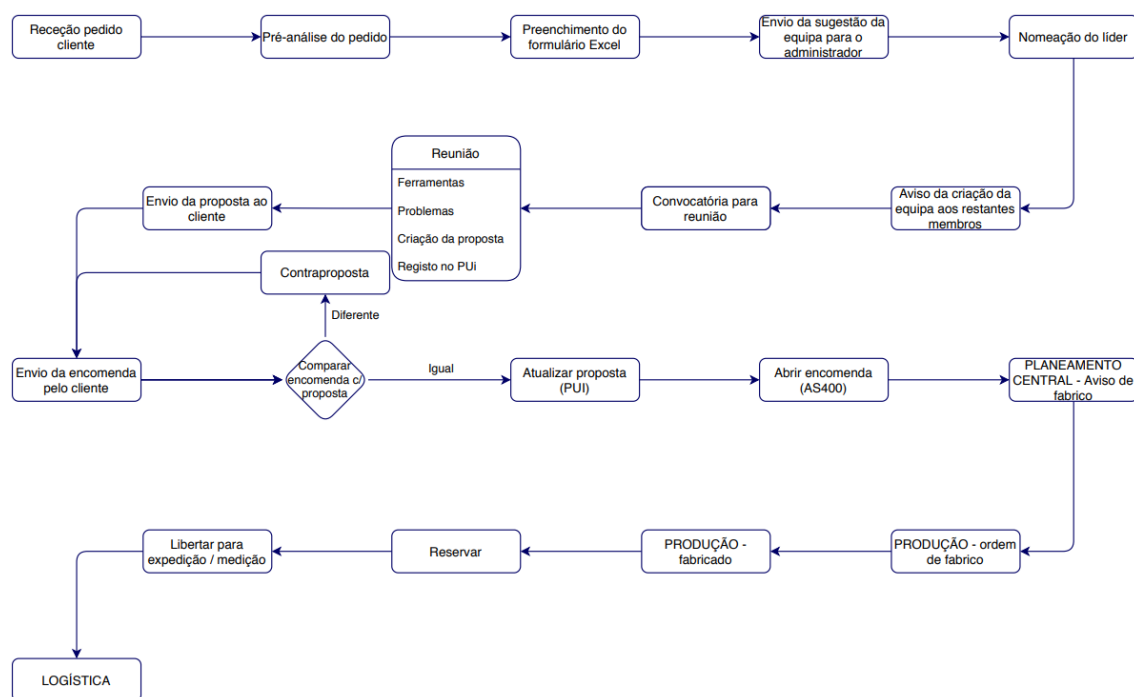 Receção pedido
cliente
Pré-análise do pedido
Preenchimento do
formulário Excel
Envio da sugestão da
equipa para o
administrador
Nomeação do líder
Reunião
Ferramentas
Problemas
Criação da proposta
Registo no PUi
Envio da proposta ao
cliente
Convocatória para
reunião
Aviso da criação da
equipa aos restantes
membros
Contraproposta
Diferente
Envio da encomenda
pelo cliente
Comparar
encomenda c/
proposta
Igual
Atualizar proposta
(PUI)
Abrir encomenda
(AS400)
PLANEAMENTO
CENTRAL - Aviso de
fabrico
Libertar para
expedição / medição
Reservar
PRODUÇÃO -
fabricado
PRODUÇÃO - ordem
de fabrico
LOGÍSTICA